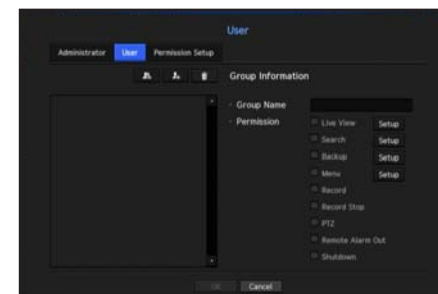 User
Administrator User Permission Setup
Group Information
Group Name
Permission
Live View Setup
Search Setup
Backup Setup
Menu Setup
Record
Record Stop
PTZ
Remote Alarm Out
Shutdown
OK Cancel